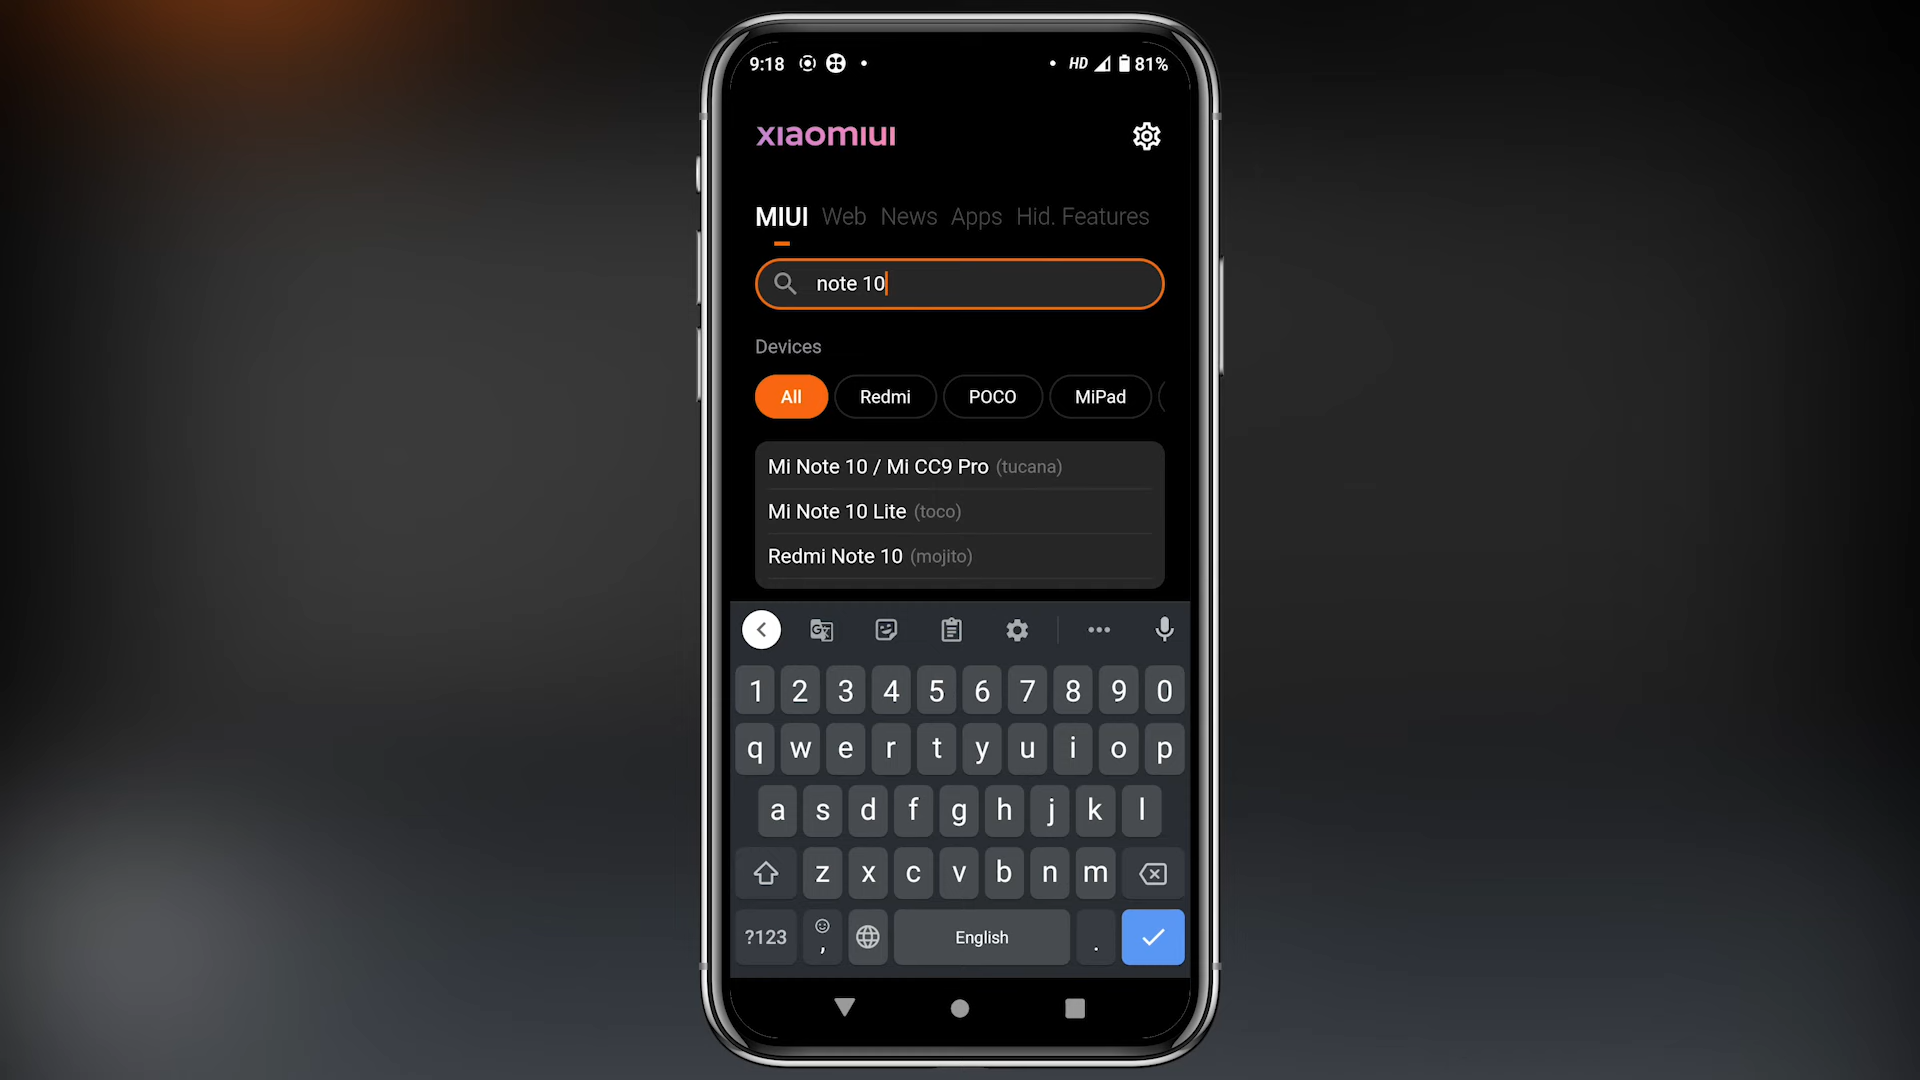 9:18 HD 81%
xiaomiui
MIUI Web News Apps Hid. Features
note 10
Devices
All Redmi POCO MiPad
Mi Note 10 / Mi CC9 Pro (tucana)
Mi Note 10 Lite (toco)
Redmi Note 10 (mojito)
1 2 3 4 5 6 7 8 9 0
q w e r t y u i o p
a s d f g h j k l
z x c v b n m
?123 , English .